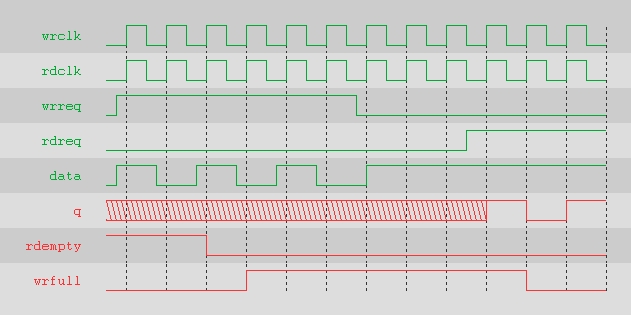 wrclk
rdclk
wrreq
rdreq
data
q
rdempty
wrfull